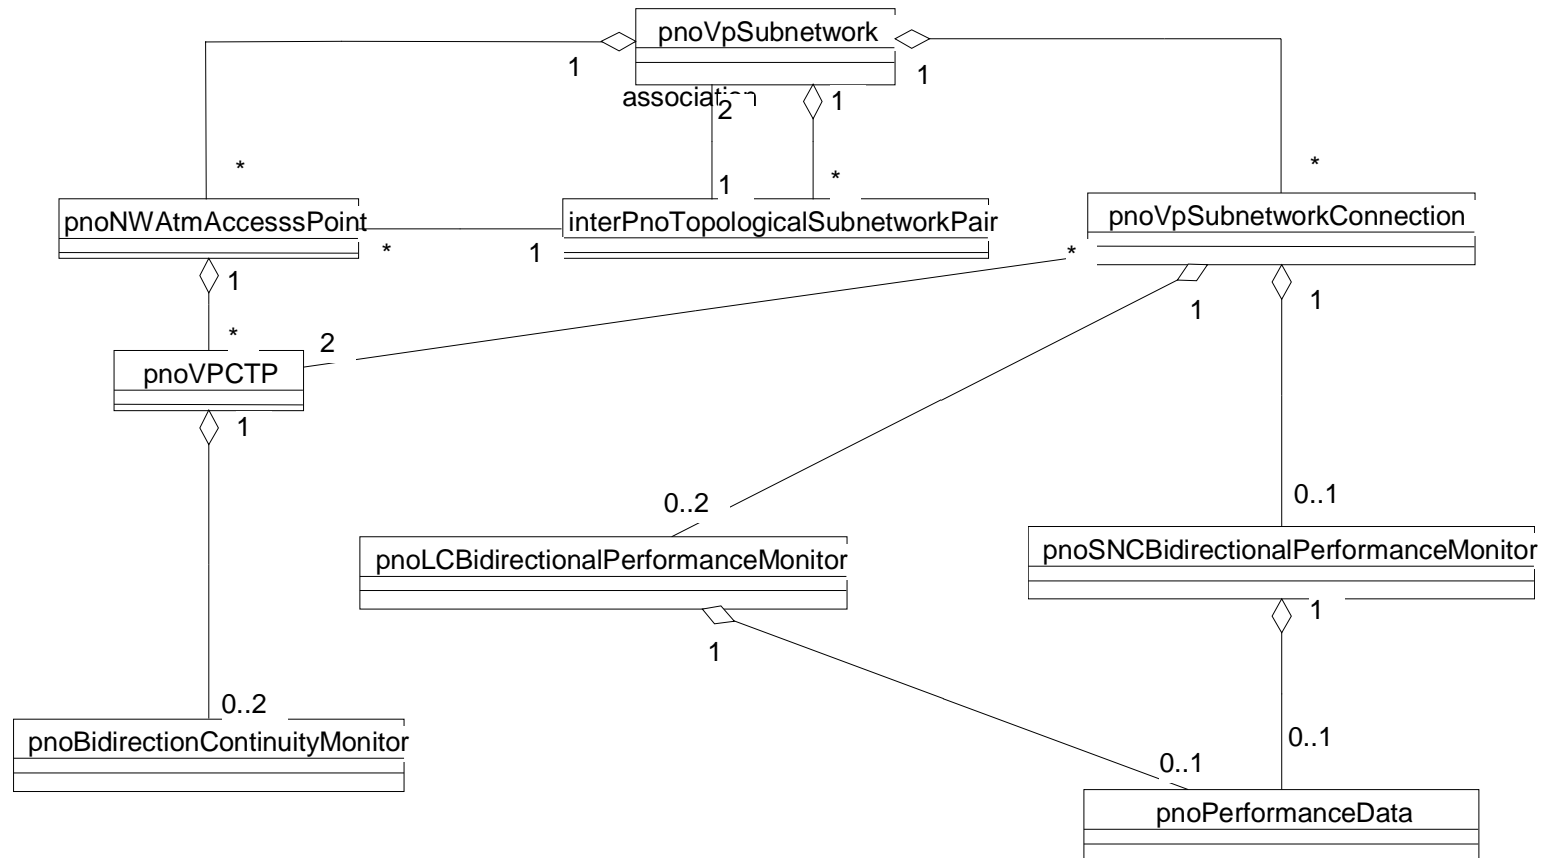 pnoVpSubnetwork
1
1
association
2
1
*
*
1
*
pnoNWAtmAccesssPoint
interPnoTopologicalSubnetworkPair
pnoVpSubnetworkConnection
*
1
*
1
1
1
*
2
pnoVPCTP
1
0..2
0..1
pnoLCBidirectionalPerformanceMonitor
pnoSNCBidirectionalPerformanceMonitor
1
1
0..2
pnoBidirectionContinuityMonitor
0..1
0..1
pnoPerformanceData